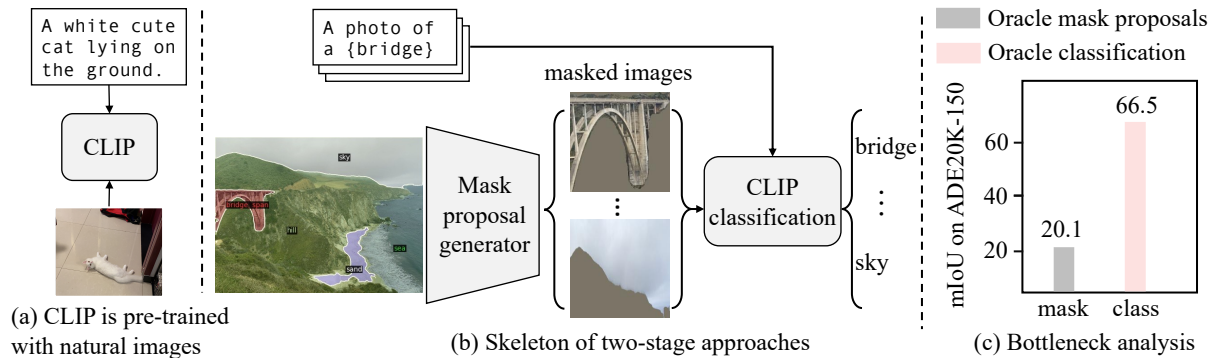 A white cute
cat lying on
the ground.
CLIP
(a) CLIP is pre-trained
with natural images
A photo of
a {bridge}
masked images
sky
bridge span
hill
sea
sand
Mask
proposal
generator
CLIP
classification
bridge
sky
(b) Skeleton of two-stage approaches
Oracle mask proposals
Oracle classification
mIoU on ADE20K-150
60
40
20
66.5
20.1
mask
class
(c) Bottleneck analysis